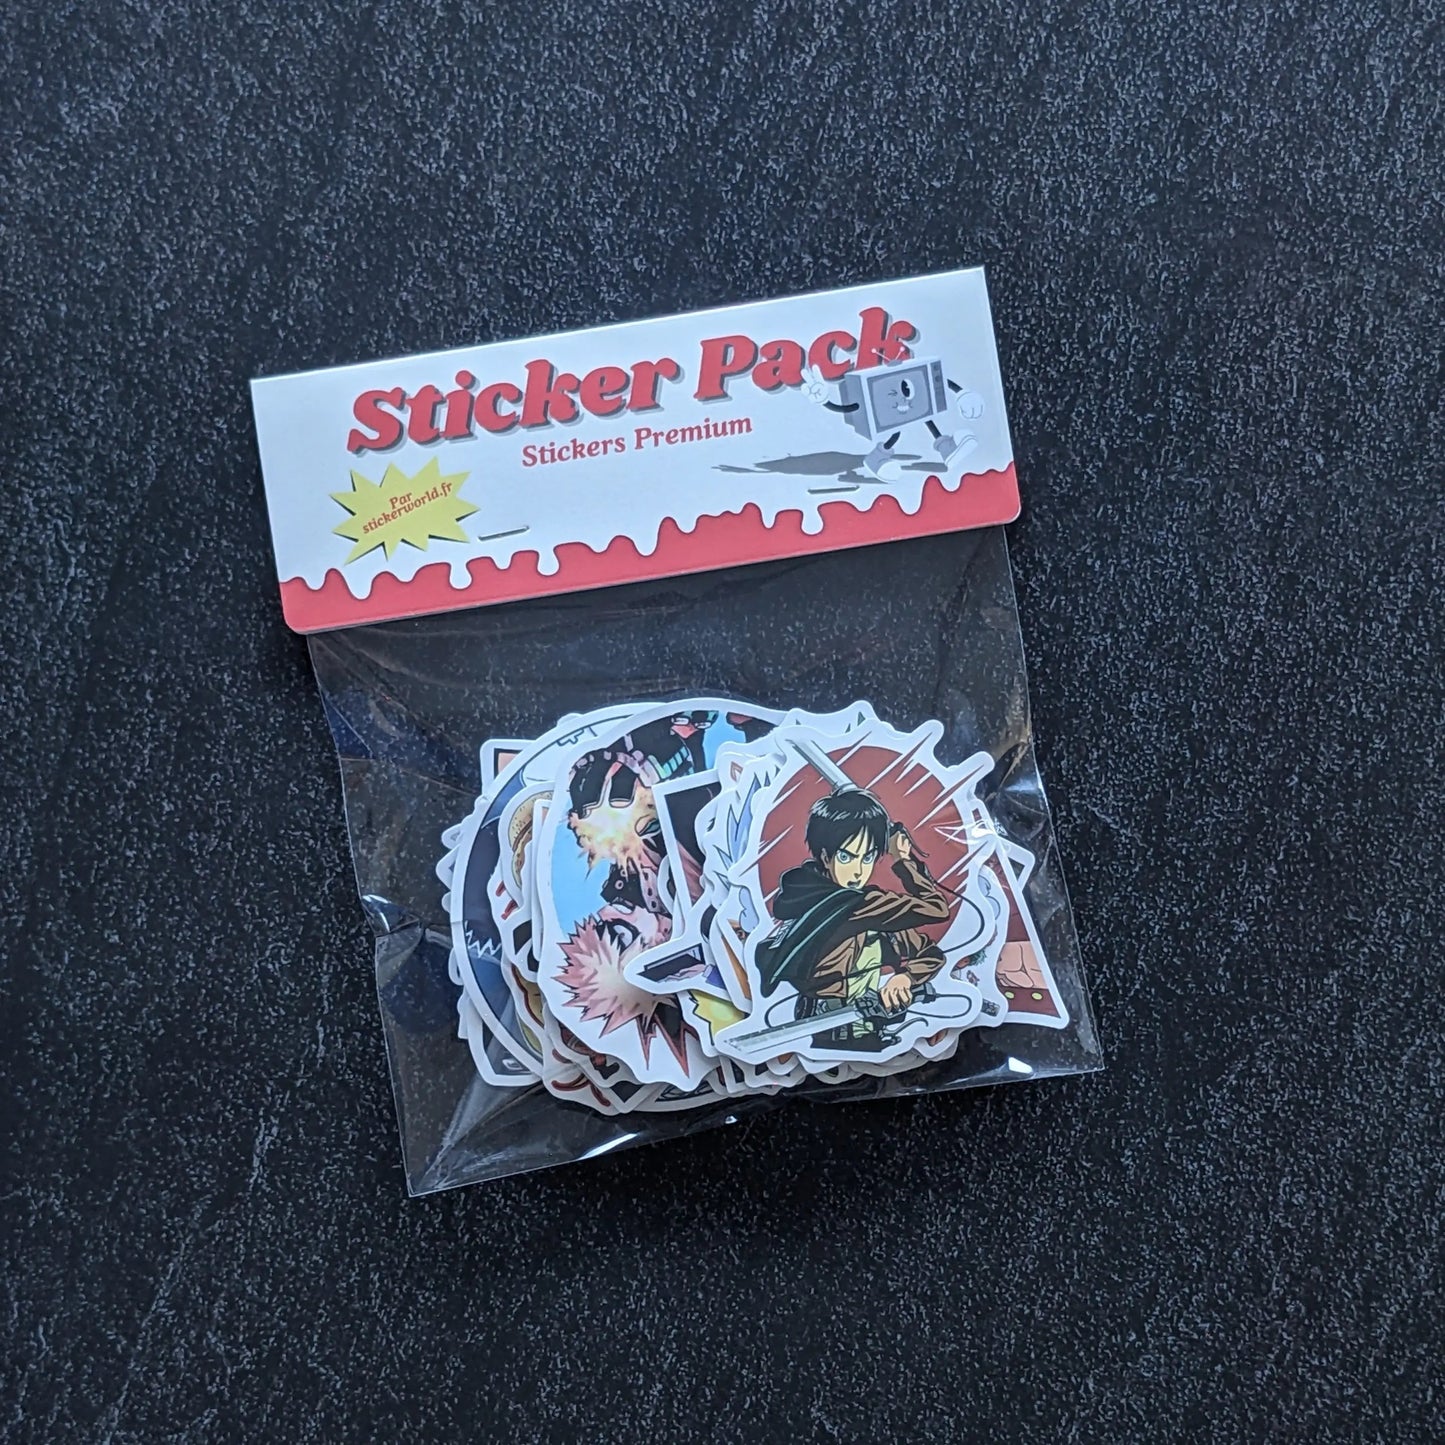 Sticker Pack
Stickers Premium
Par
stickerworld.fr